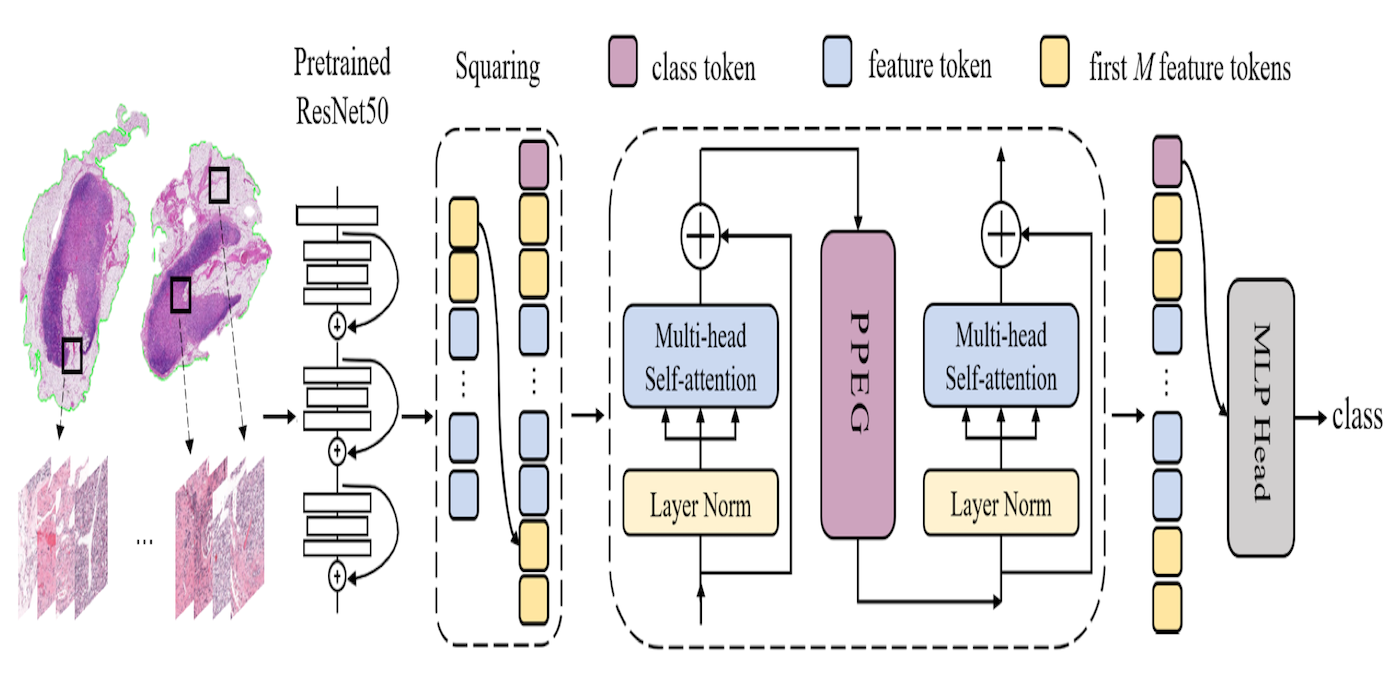 Pretrained
ResNet50
Squaring
class token
feature token
first M feature tokens
Multi-head
Self-attention
Layer Norm
PPEG
Multi-head
Self-attention
Layer Norm
MLP Head
class